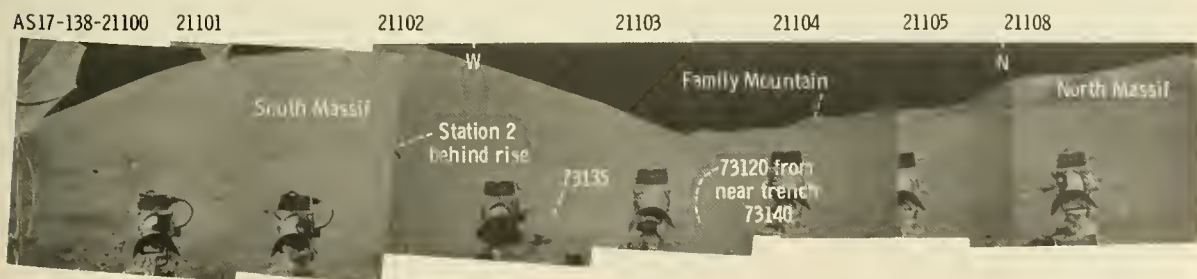 AS17-138-21100 21101 21102 21103 21104 21105 21108
W
N
South Massif
Family Mountain
North Massif
Station 2
behind rise
73135
73120 from
near trench
73140